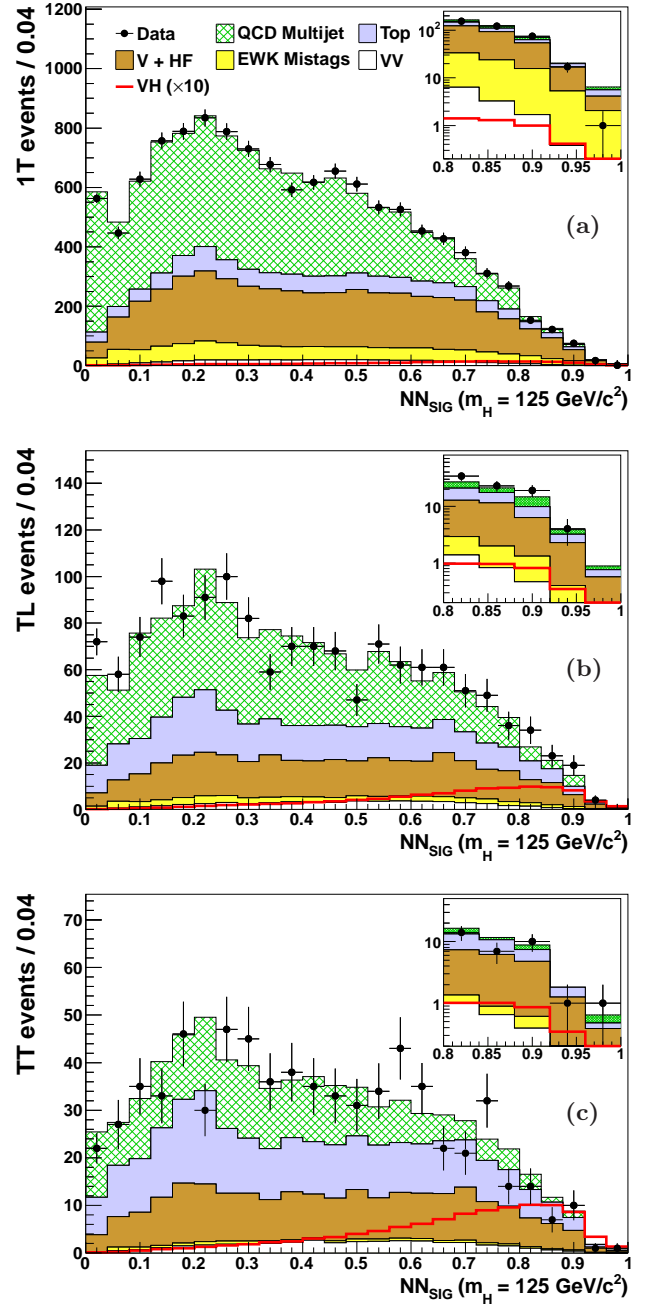 Data QCD Multijet Top
V + HF EWK Mistags VV
VH (×10)
1T events / 0.04
1200
1000
800
600
400
200
0
0 0.1 0.2 0.3 0.4 0.5 0.6 0.7 0.8 0.9 1
NN_SIG (m_H = 125 GeV/c²)
10²
10
1
0.8 0.85 0.9 0.95 1
(a)
TL events / 0.04
140
120
100
80
60
40
20
0
0 0.1 0.2 0.3 0.4 0.5 0.6 0.7 0.8 0.9 1
NN_SIG (m_H = 125 GeV/c²)
10
1
0.8 0.85 0.9 0.95 1
(b)
TT events / 0.04
70
60
50
40
30
20
10
0
0 0.1 0.2 0.3 0.4 0.5 0.6 0.7 0.8 0.9 1
NN_SIG (m_H = 125 GeV/c²)
10
1
0.8 0.85 0.9 0.95 1
(c)